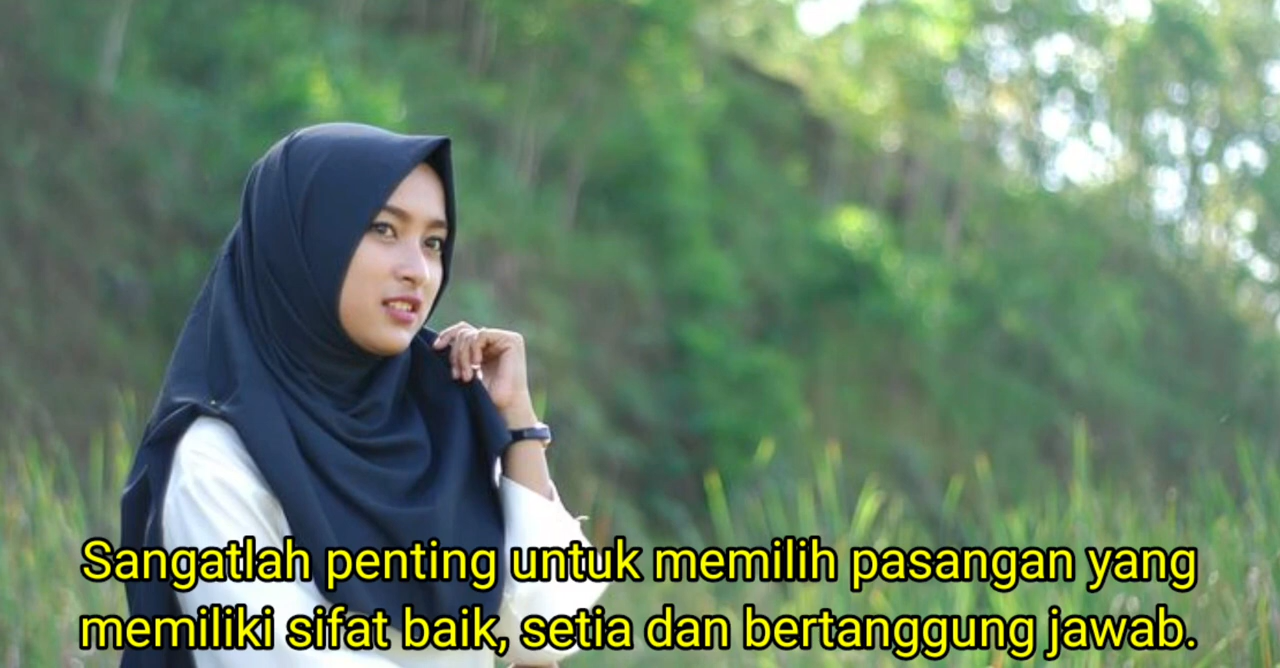 Sangatlah penting untuk memilih pasangan yang
memiliki sifat baik, setia dan bertanggung jawab.